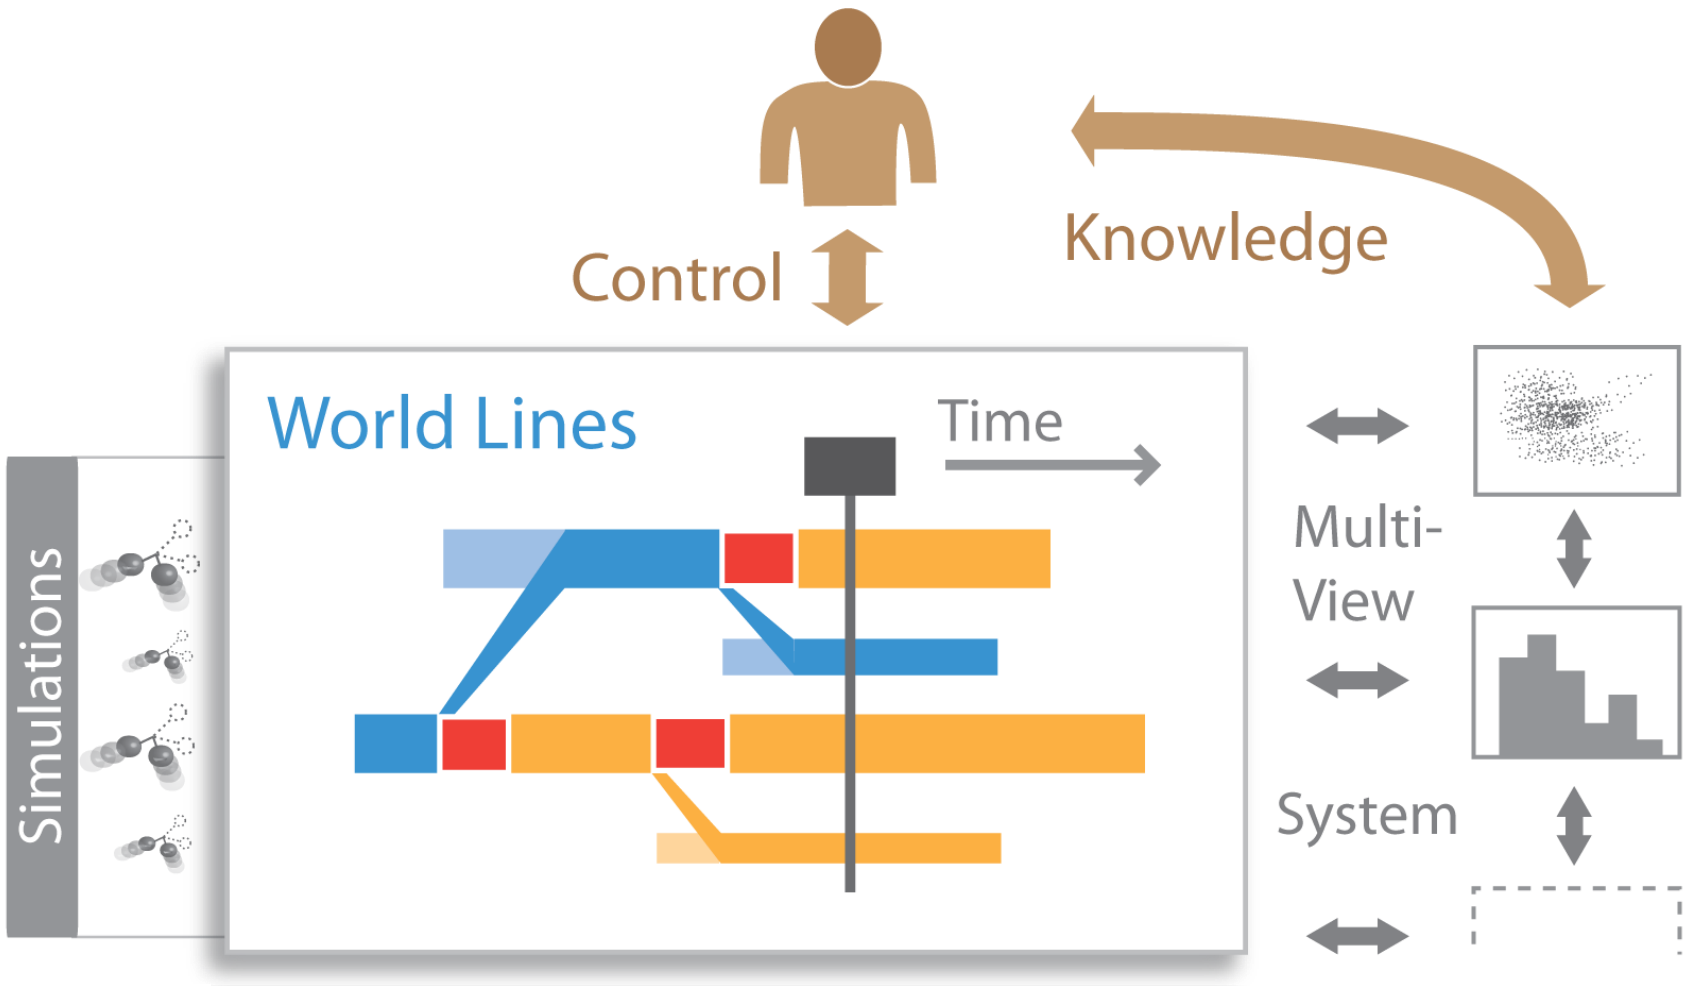 Control
Knowledge
World Lines
Time
Simulations
Multi-
View
System